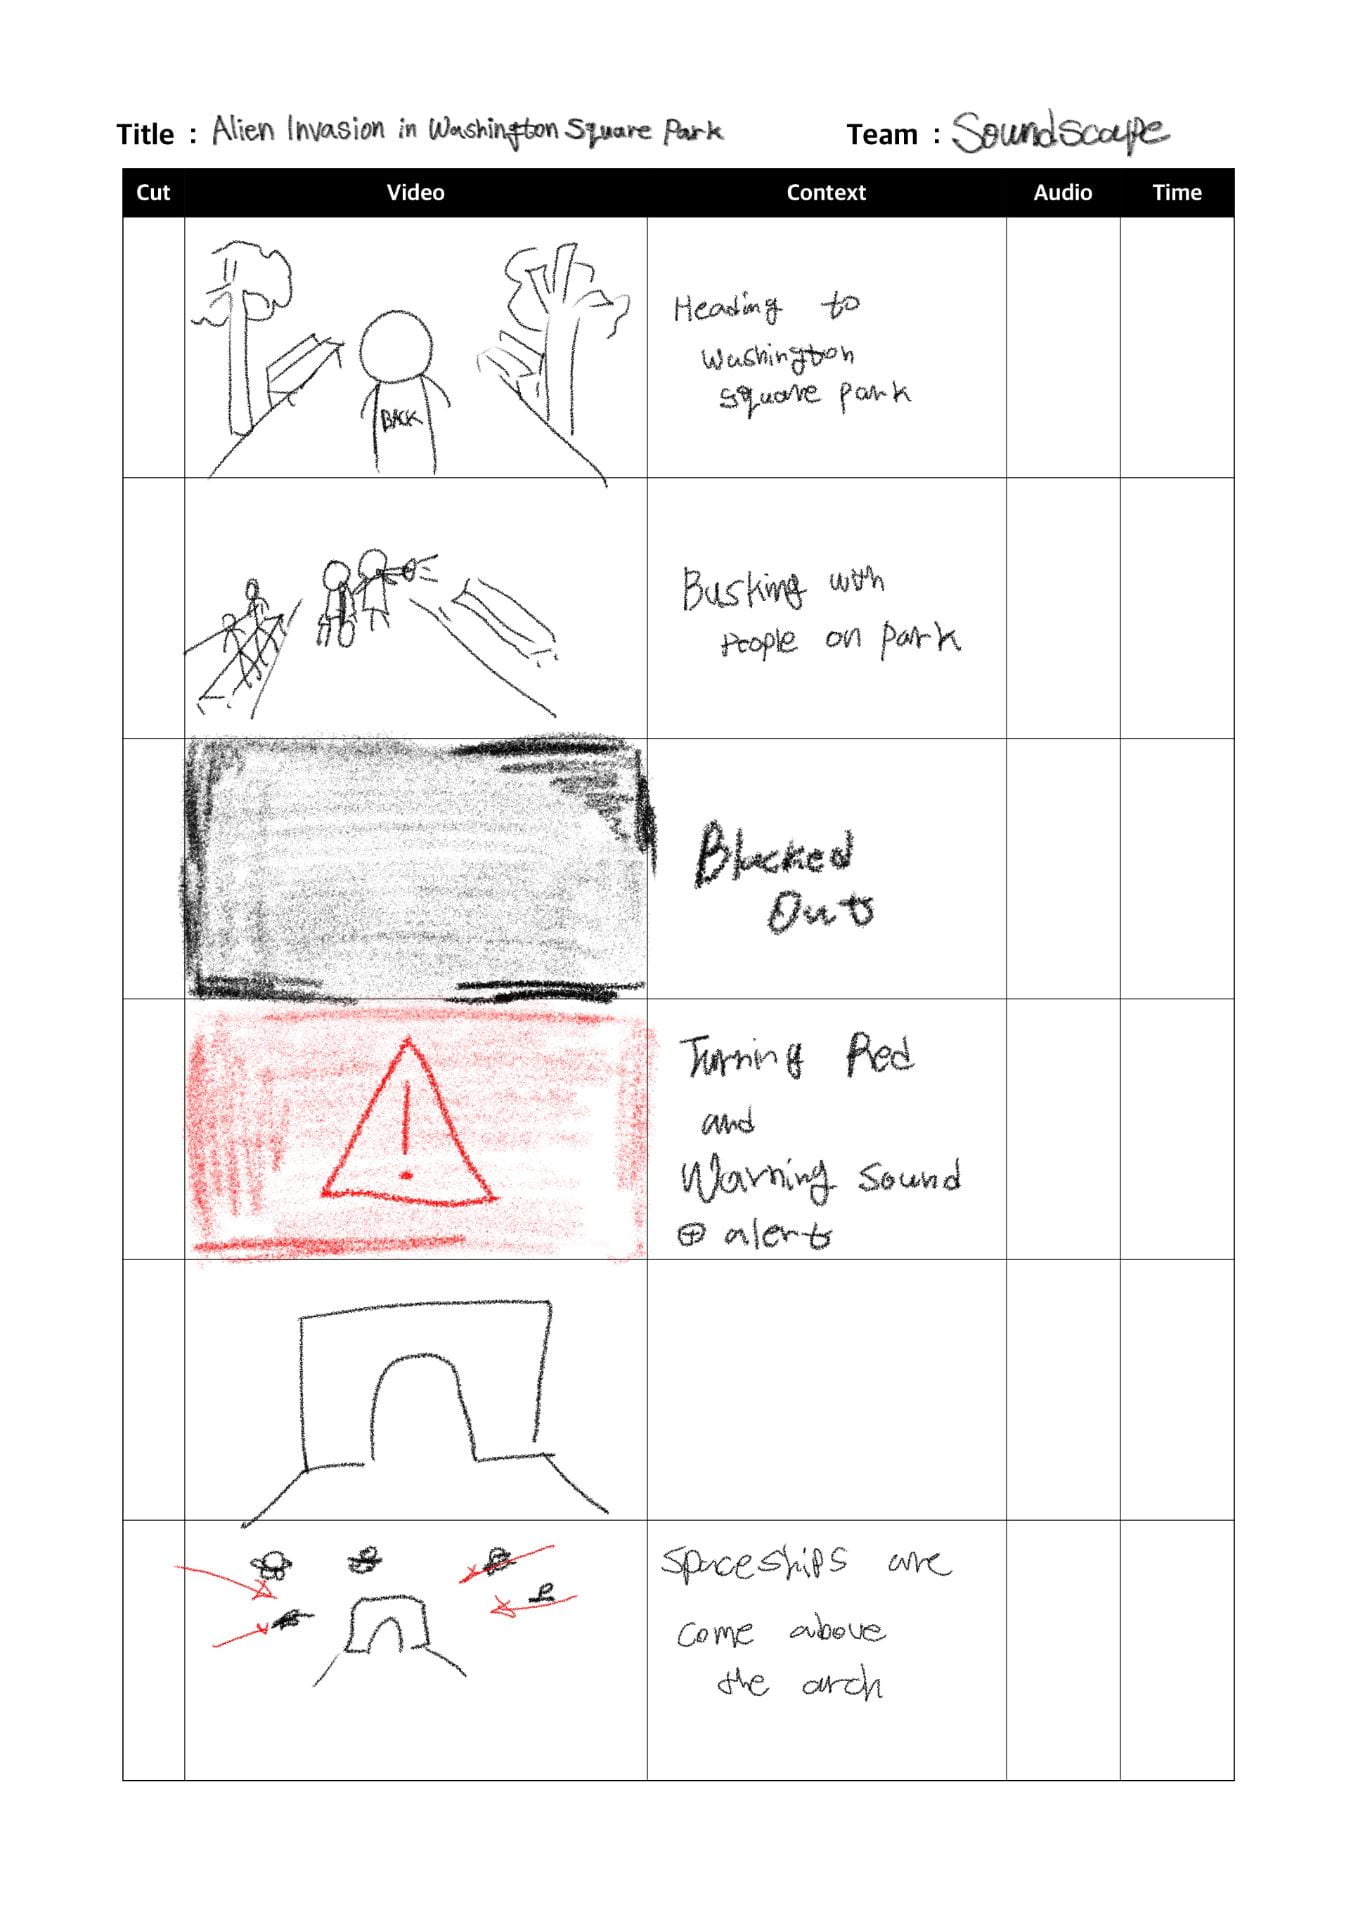 Title : Alien Invasion in Washington Square Park
Team : Soundscape
Cut Video Context Audio Time
BACK
Heading to
Washington
square park
Busking with
People on park
Blacked
Out
Turning Red
and
Warning sound
⊕ alert
!
Spaceships are
come above
the arch